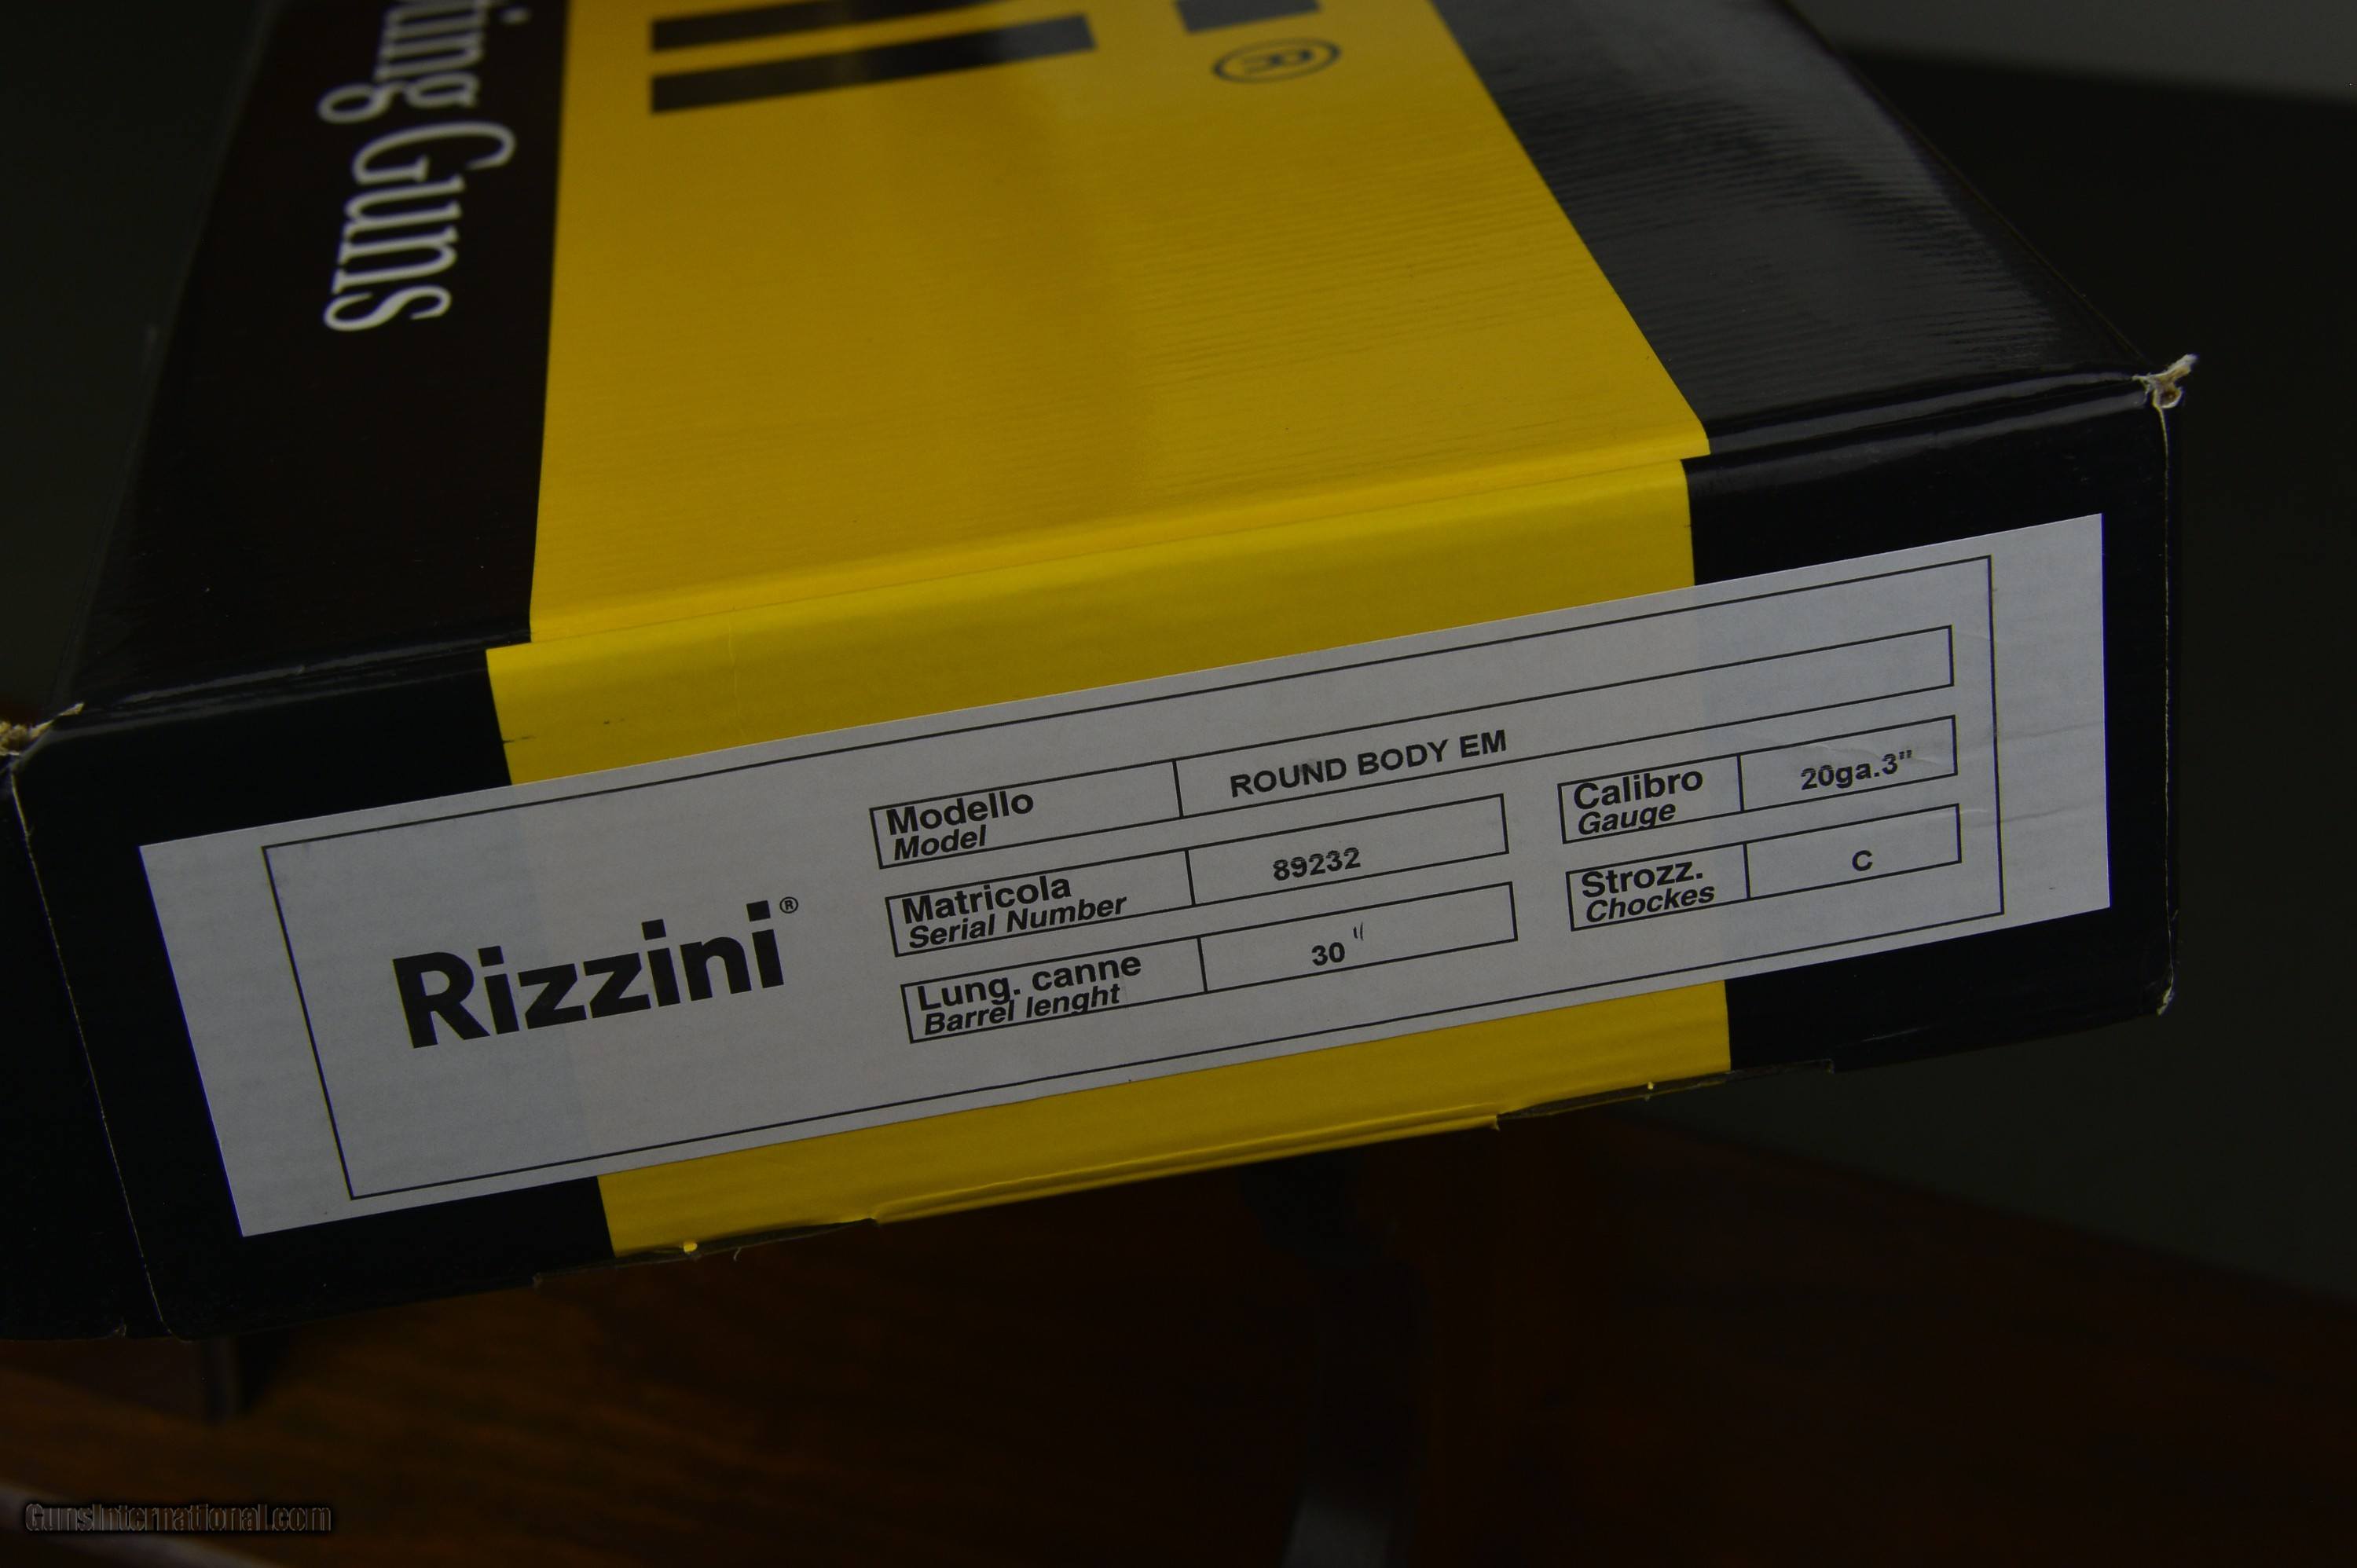 Guns
®
Rizzini®
Modello
Model
ROUND BODY EM
Matricola
Serial Number
89232
Calibro
Gauge
20ga.3"
Lung. canne
Barrel lenght
30"
Strozz.
Chockes
C
GunsInternational.com